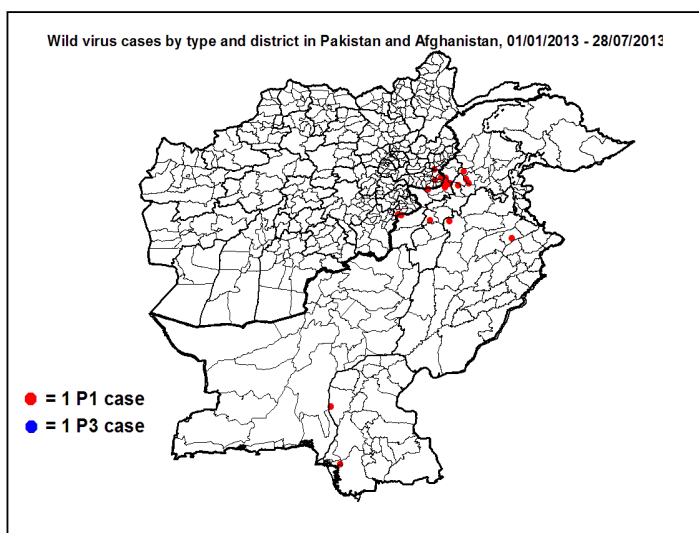 Wild virus cases by type and district in Pakistan and Afghanistan, 01/01/2013 - 28/07/2013
= 1 P1 case
= 1 P3 case